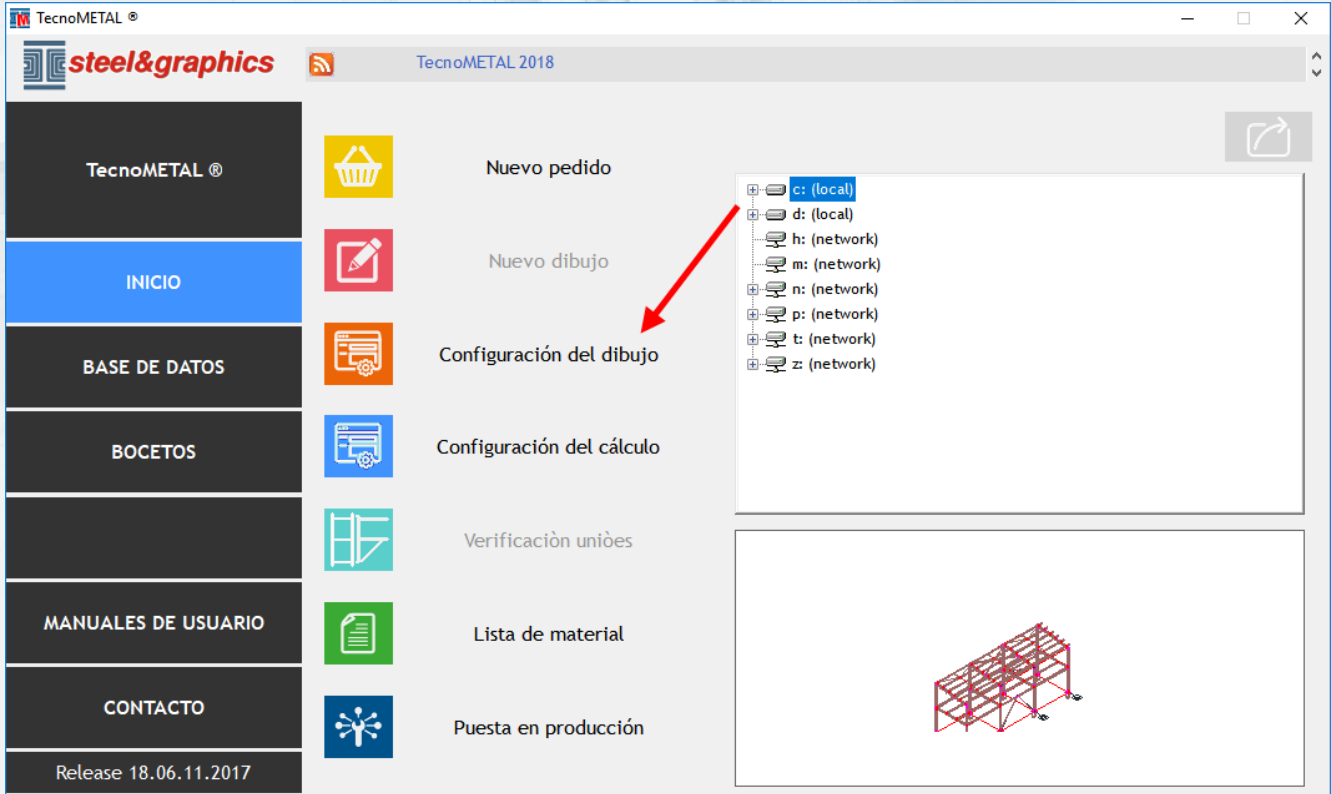 TecnoMETAL ®
steel&graphics
TecnoMETAL 2018
TecnoMETAL ®
INICIO
BASE DE DATOS
BOCETOS
MANUALES DE USUARIO
CONTACTO
Release 18.06.11.2017
Nuevo pedido
Nuevo dibujo
Configuración del dibujo
Configuración del cálculo
Verificaciòn uniòes
Lista de material
Puesta en producción
c: (local)
d: (local)
h: (network)
m: (network)
n: (network)
p: (network)
t: (network)
z: (network)